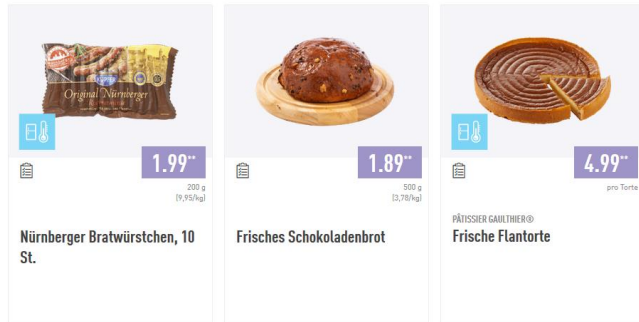 Original Nürnberger
1.99**
200 g
(9,95/kg)
Nürnberger Bratwürstchen, 10
St.
1.89**
500 g
(3,78/kg)
Frisches Schokoladenbrot
4.99**
pro Torte
PÂTISSIER GAULTHIER®
Frische Flantorte